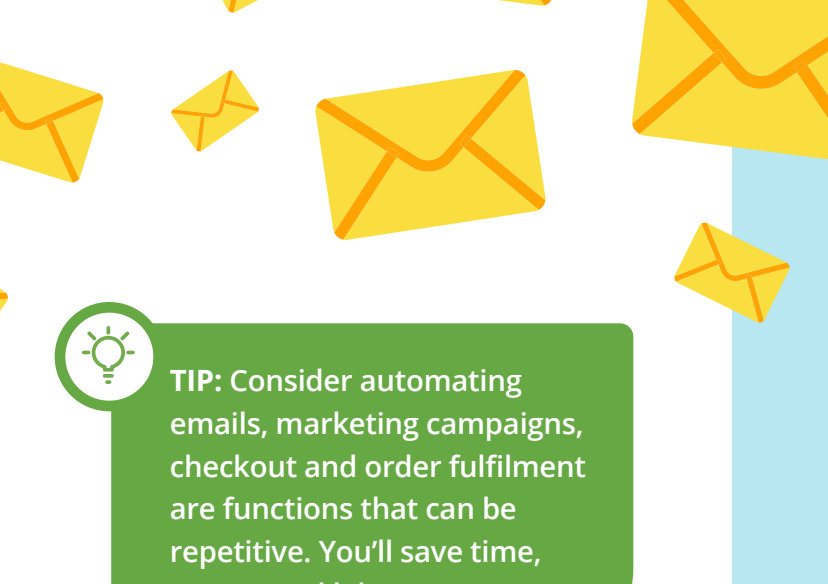 TIP: Consider automating
emails, marketing campaigns,
checkout and order fulfilment
are functions that can be
repetitive. You’ll save time,